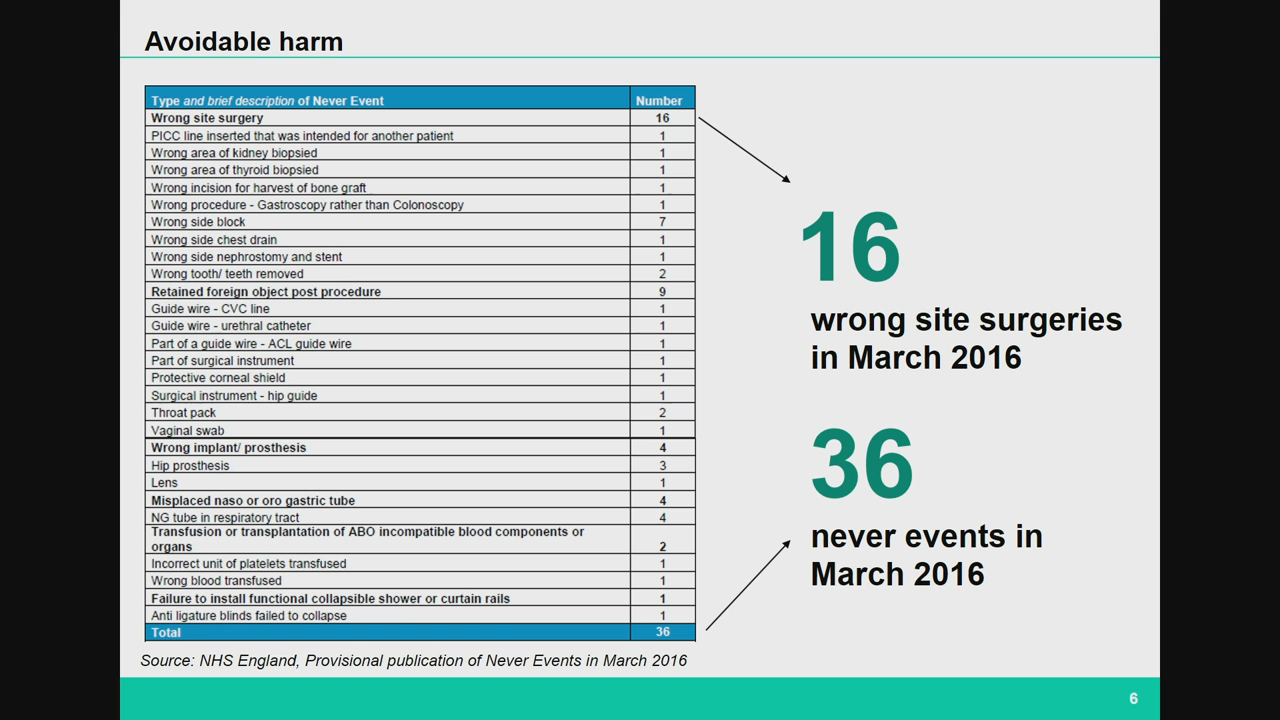 Avoidable harm
Type and brief description of Never Event Number
Wrong site surgery 16
PICC line inserted that was intended for another patient 1
Wrong area of kidney biopsied 1
Wrong area of thyroid biopsied 1
Wrong incision for harvest of bone graft 1
Wrong procedure - Gastroscopy rather than Colonoscopy 1
Wrong side block 7
Wrong side chest drain 1
Wrong side nephrostomy and stent 1
Wrong tooth/ teeth removed 2
Retained foreign object post procedure 9
Guide wire - CVC line 1
Guide wire - urethral catheter 1
Part of a guide wire - ACL guide wire 1
Part of surgical instrument 1
Protective corneal shield 1
Surgical instrument - hip guide 1
Throat pack 2
Vaginal swab 1
Wrong implant/ prosthesis 4
Hip prosthesis 3
Lens 1
Misplaced naso or oro gastric tube 4
NG tube in respiratory tract 4
Transfusion or transplantation of ABO incompatible blood components or
organs 2
Incorrect unit of platelets transfused 1
Wrong blood transfused 1
Failure to install functional collapsible shower or curtain rails 1
Anti ligature blinds failed to collapse 1
Total 36
Source: NHS England, Provisional publication of Never Events in March 2016
16
wrong site surgeries
in March 2016
36
never events in
March 2016
6